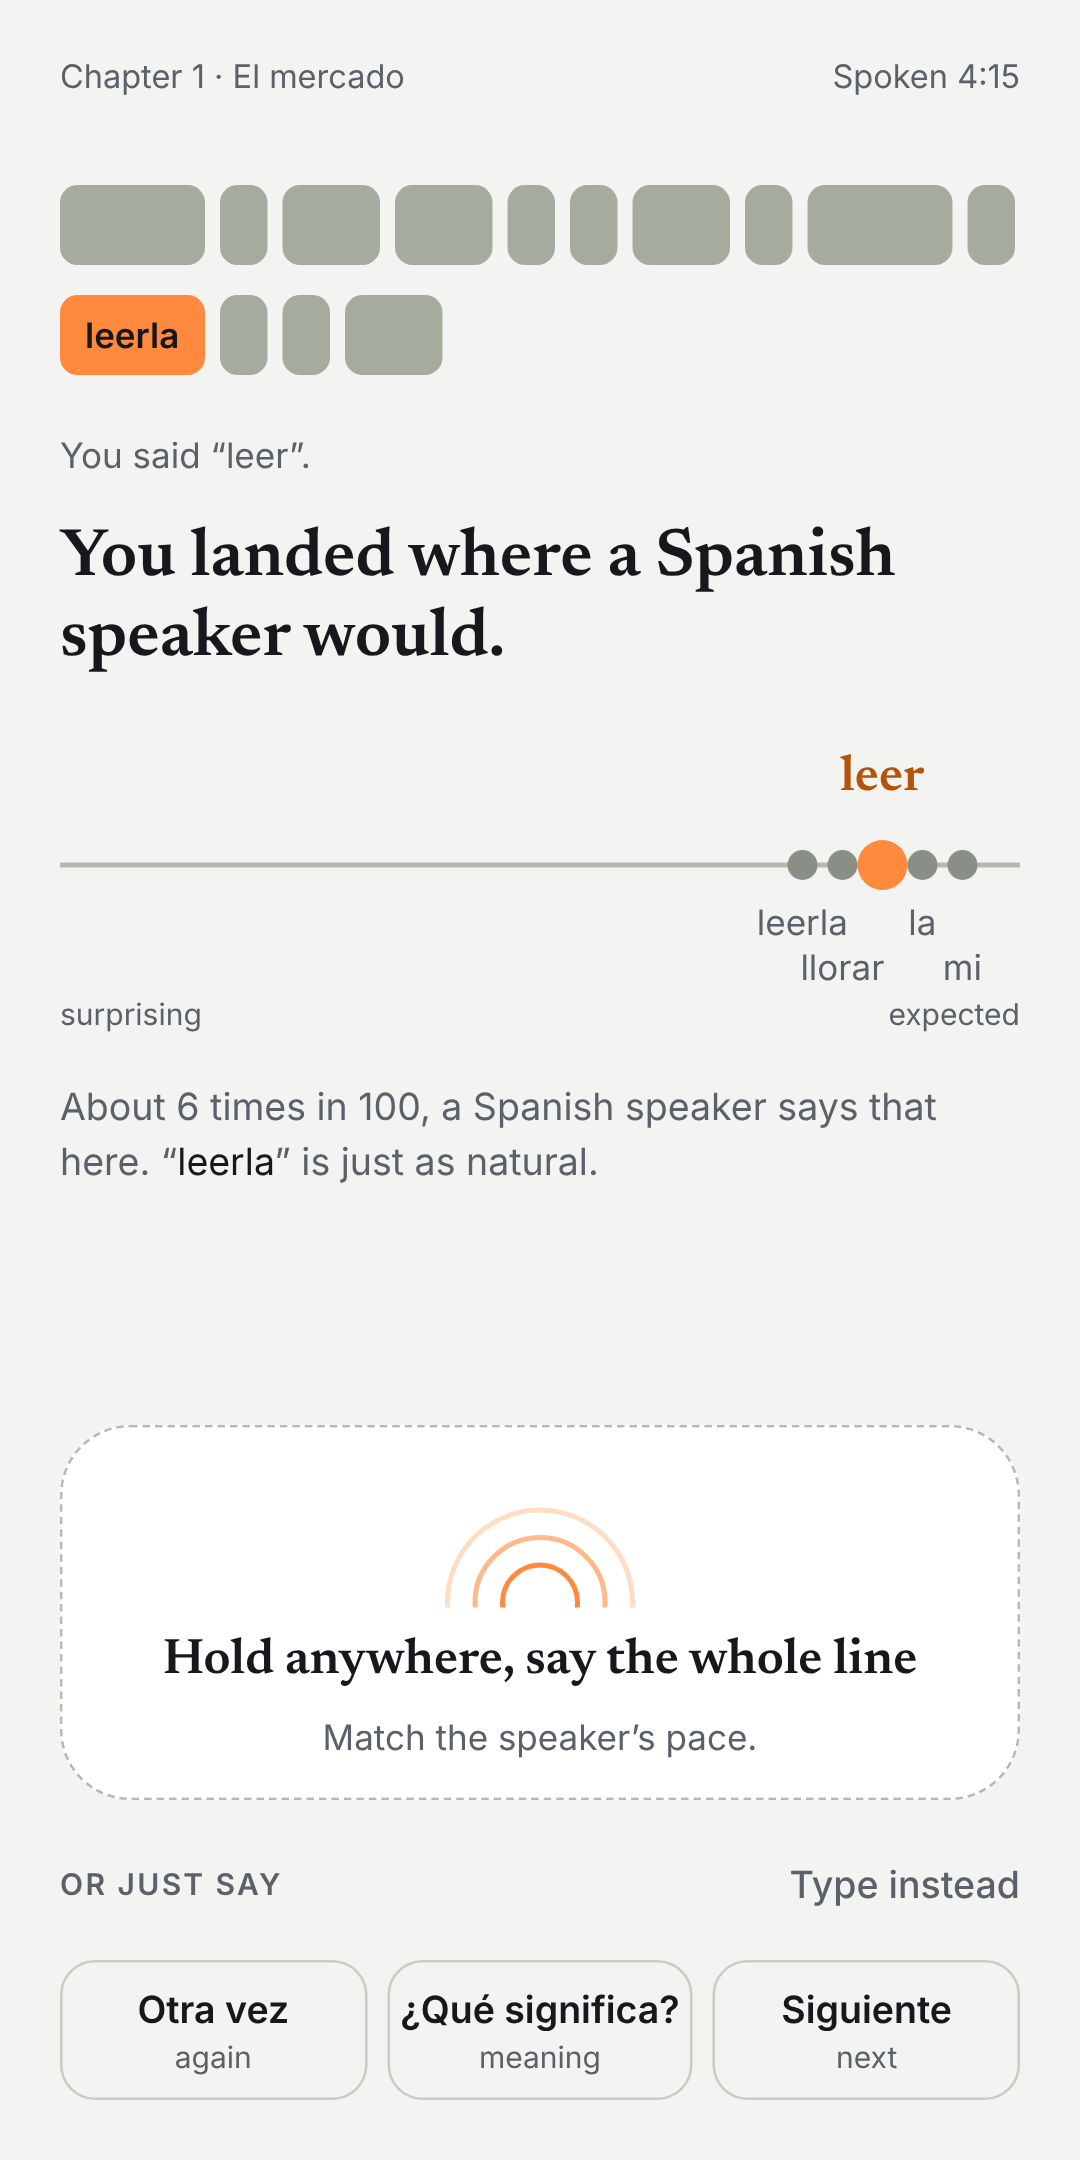 Chapter 1 · El mercado
Spoken 4:15
leerla
You said “leer”.
You landed where a Spanish
speaker would.
leer
leerla
la
llorar
mi
surprising
expected
About 6 times in 100, a Spanish speaker says that
here. “leerla” is just as natural.
Hold anywhere, say the whole line
Match the speaker’s pace.
OR JUST SAY
Type instead
Otra vez
again
¿Qué significa?
meaning
Siguiente
next